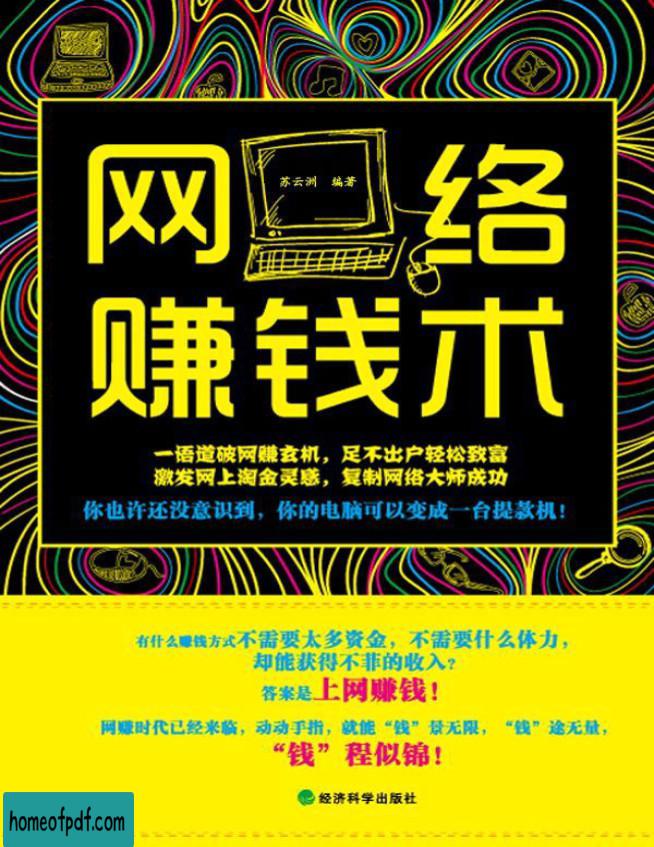 网络
苏云洲 编著
赚钱术
一语道破网赚玄机，足不出户轻松致富
激发网上淘金灵感，复制网络大师成功
你也许还没意识到，你的电脑可以变成一台提款机！
有什么赚钱方式不需要太多资金，不需要什么体力，
却能获得不菲的收入？
答案是上网赚钱！
网赚时代已经来临，动动手指，就能“钱”景无限，“钱”途无量，
“钱”程似锦！
经济科学出版社
homeofpdf.com